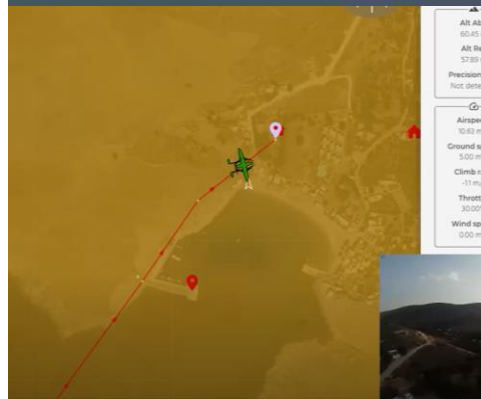 Alt Ab
60.45
Alt Re
57.89
Precision
Not dete
Airspee
10.63 m
Ground s
5.00 m
Climb r
-1.1 m
Thrott
30.00
Wind sp
0.00 m